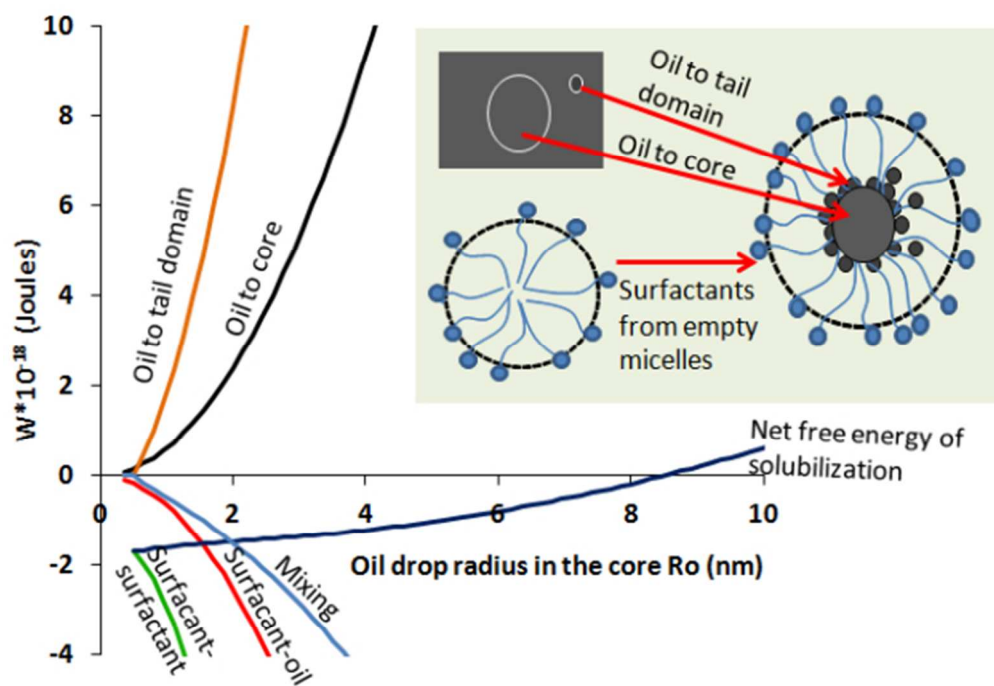 W*10⁻¹⁸ (Joules)
10
8
6
4
2
0
-2
-4
0
2
4
6
8
10
Oil drop radius in the core Ro (nm)
Oil to tail domain
Oil to core
Surfacant-
surfactant
Surfacant-oil
Mixing
Net free energy of
solubilization
Oil to tail
domain
Oil to core
Surfactants
from empty
micelles